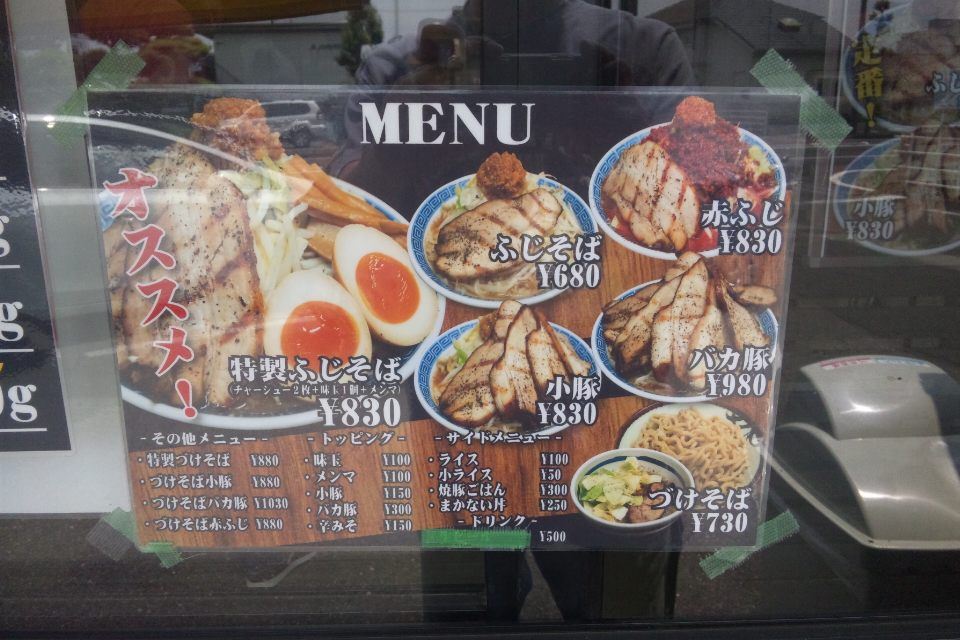 MENU
オススメ!
特製ふじそば
(チャーシュー2枚+味玉1個+メンマ)
¥830
ふじそば
¥680
赤ふじ
¥830
小豚
¥830
バカ豚
¥980
づけそば
¥730
- その他メニュー -
・特製づけそば ¥880
・づけそば小豚 ¥880
・づけそばバカ豚 ¥1030
・づけそば赤ふじ ¥880
- トッピング -
・味玉 ¥100
・メンマ ¥100
・小豚 ¥150
・バカ豚 ¥300
・辛みそ ¥150
- サイドメニュー -
・ライス ¥100
・小ライス ¥50
・焼豚ごはん ¥300
・まかない丼 ¥250
- ドリンク -
¥500
定番!
ふじ
小豚
¥830
g
g
0g